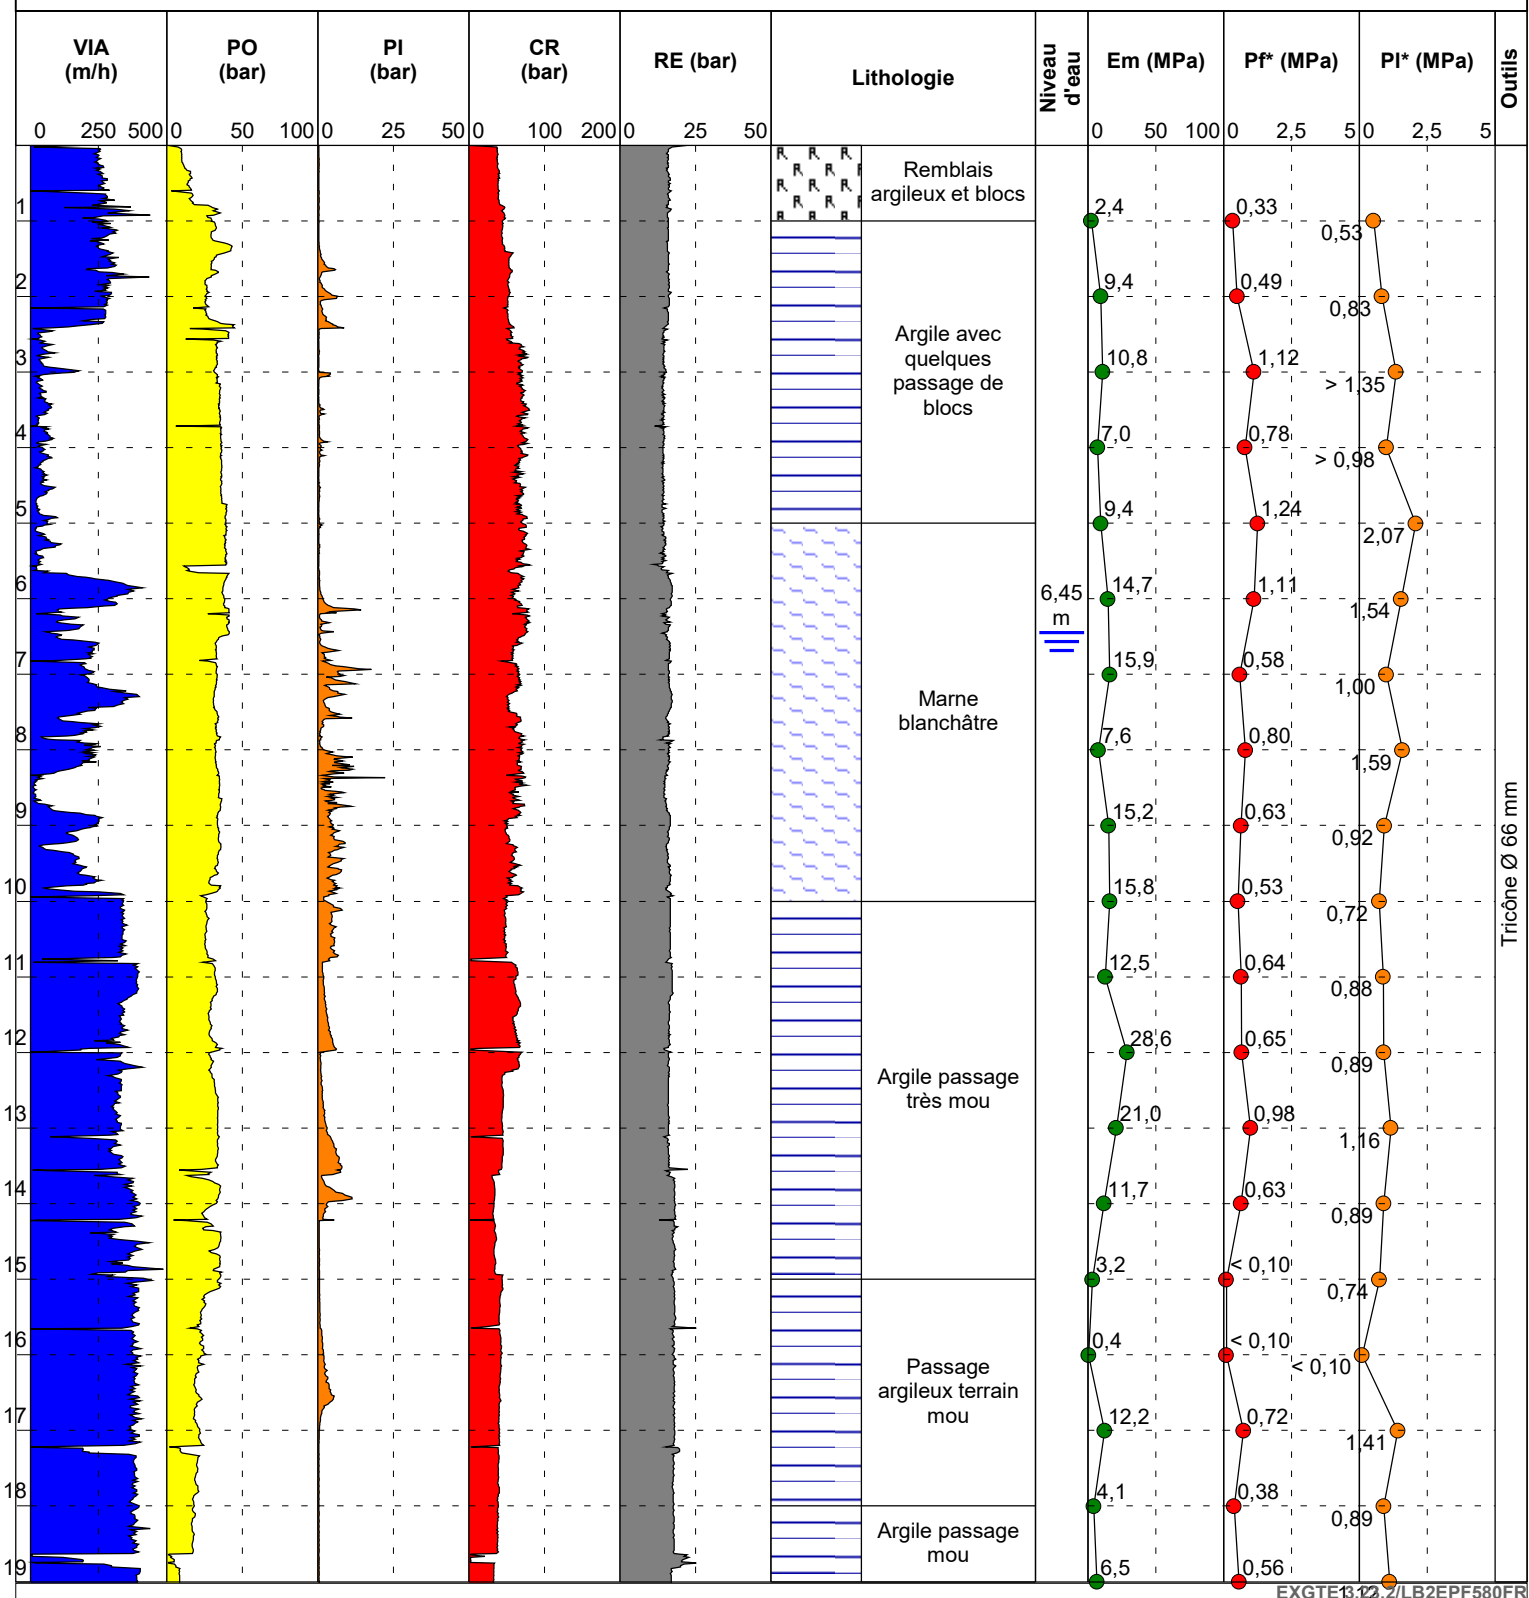 VIA
(m/h)
PO
(bar)
PI
(bar)
CR
(bar)
RE (bar)
Lithologie
Niveau
d'eau
Em (MPa)
Pf* (MPa)
Pl* (MPa)
Outils
0 250 500
0 50 100
0 25 50
0 100 200
0 25 50
0 50 100
0 2,5 5
0 2,5 5
Remblais
argileux et blocs
1 2,4 0,33 0,53
2 9,4 0,49 0,83
Argile avec
quelques
passage de
blocs
3 10,8 1,12 > 1,35
4 7,0 0,78 > 0,98
5 9,4 1,24 2,07
6 14,7 1,11 1,54
6,45
m
7 15,9 0,58 1,00
Marne
blanchâtre
8 7,6 0,80 1,59
9 15,2 0,63 0,92
Tricône Ø 66 mm
10 15,8 0,53 0,72
11 12,5 0,64 0,88
12 28,6 0,65 0,89
Argile passage
très mou
13 21,0 0,98 1,16
14 11,7 0,63 0,89
15 3,2 < 0,10 0,74
16 0,4 < 0,10 < 0,10
Passage
argileux terrain
mou
17 12,2 0,72 1,41
18 4,1 0,38 0,89
Argile passage
mou
19 6,5 0,56